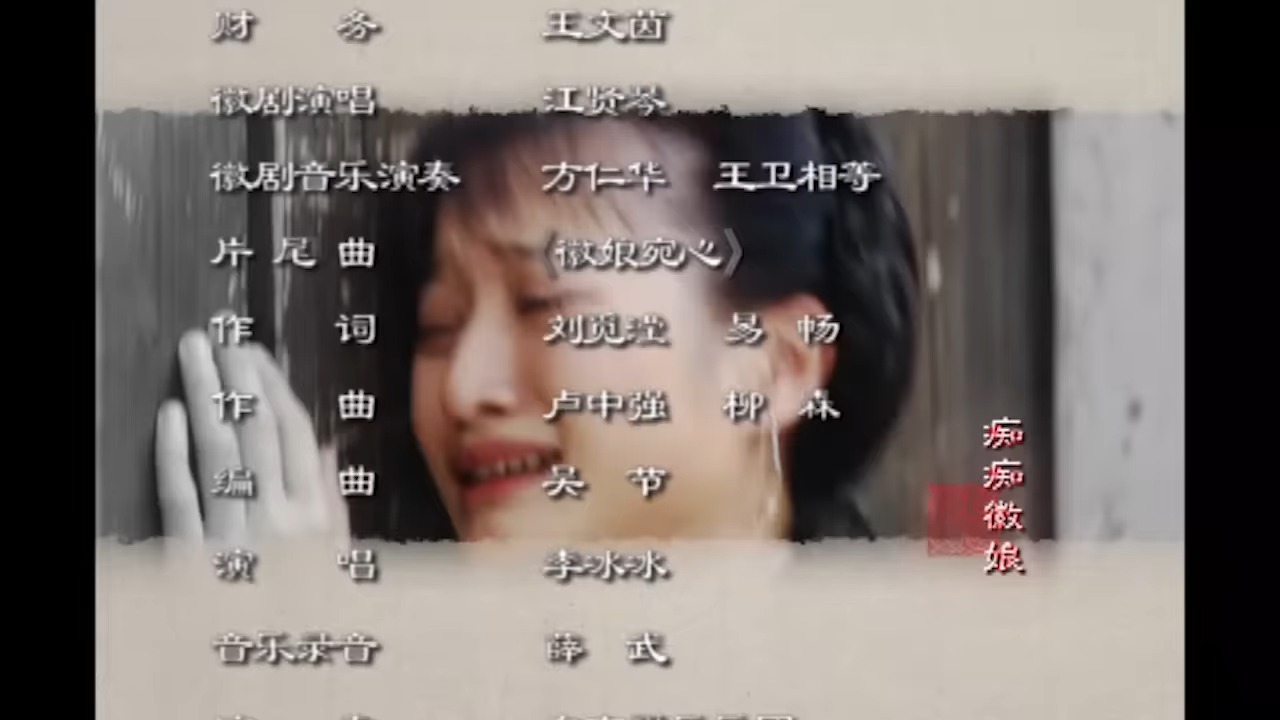 财务 王文茵
徽剧演唱 江贤琴
徽剧音乐演奏 方仁华 王卫相等
片尾曲 《徽娘宛心》
作词 刘觅滢 易畅
作曲 卢中强 柳森
编曲 吴节
演唱 李冰冰
音乐录音 薛武
痴痴徽娘